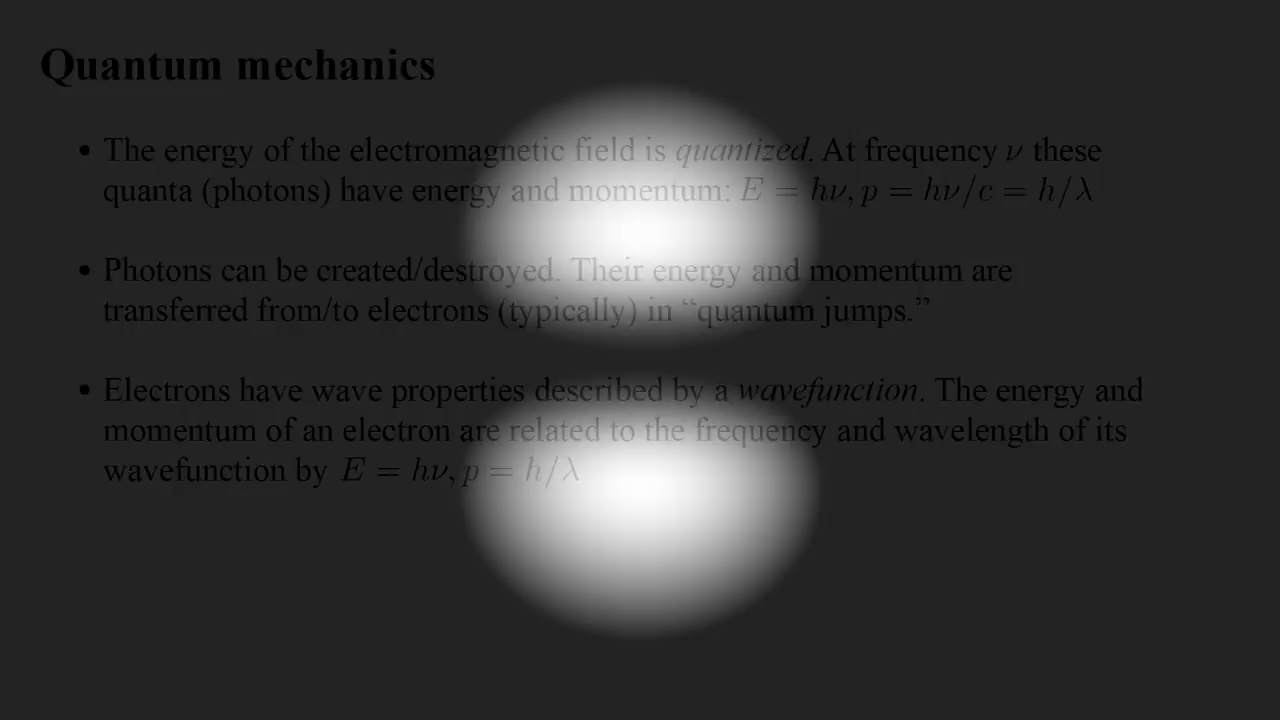 Quantum mechanics
• The energy of the electromagnetic field is quantized. At frequency ν these
quanta (photons) have energy and momentum: E = hν, p = hν/c = h/λ
• Photons can be created/destroyed. Their energy and momentum are
transferred from/to electrons (typically) in “quantum jumps.”
• Electrons have wave properties described by a wavefunction. The energy and
momentum of an electron are related to the frequency and wavelength of its
wavefunction by E = hν, p = h/λ